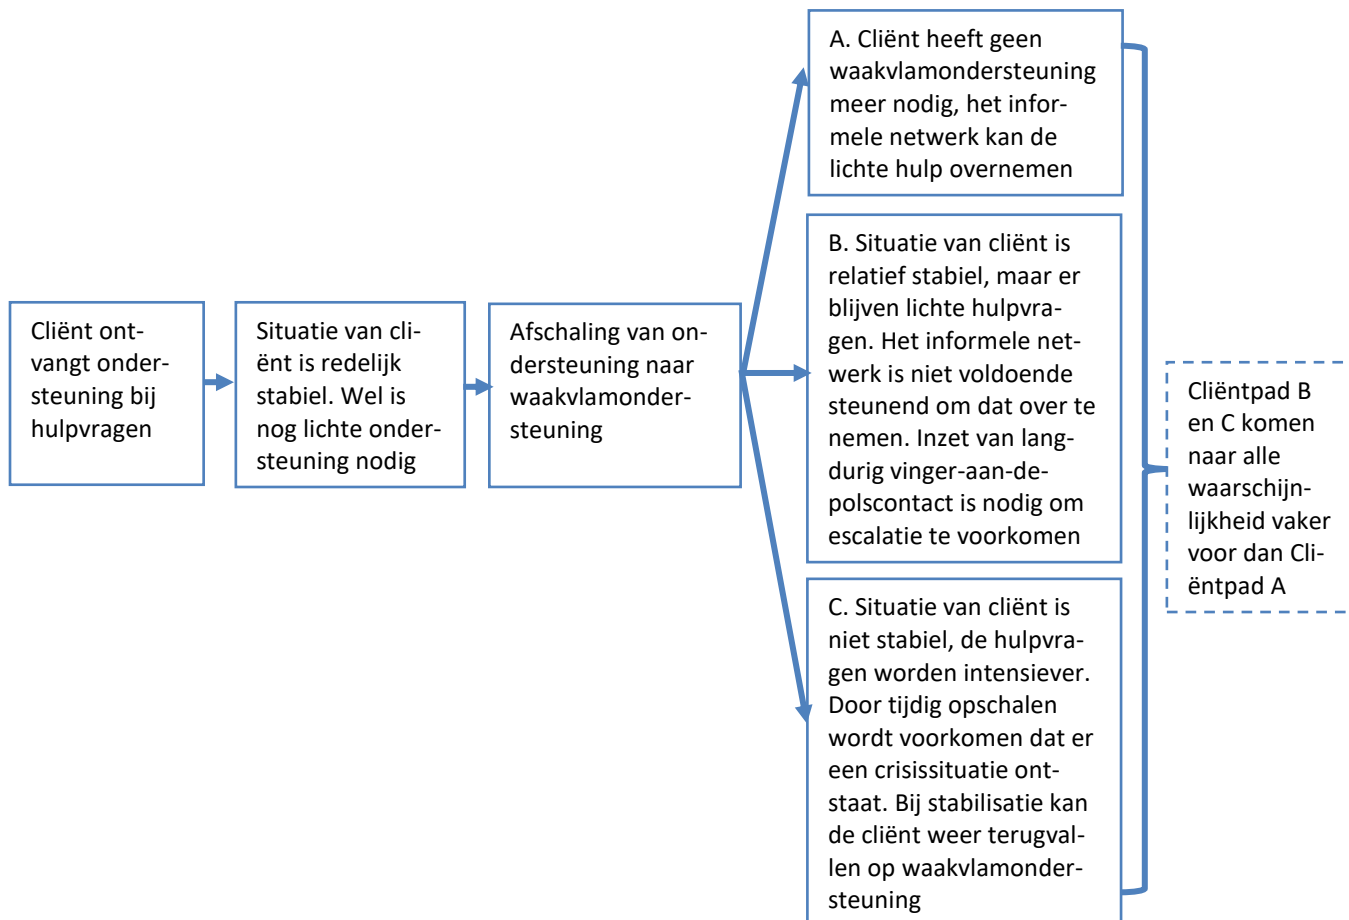 Cliënt ont-
vangt onder-
steuning bij
hulpvragen
Situatie van cli-
ënt is redelijk
stabiel. Wel is
nog lichte onder-
steuning nodig
Afschaling van on-
dersteuning naar
waakvlamonder-
steuning
A. Cliënt heeft geen
waakvlamondersteuning
meer nodig, het infor-
mele netwerk kan de
lichte hulp overnemen
B. Situatie van cliënt is
relatief stabiel, maar er
blijven lichte hulpvra-
gen. Het informele net-
werk is niet voldoende
steunend om dat over te
nemen. Inzet van lang-
durig vinger-aan-de-
polscontact is nodig om
escalatie te voorkomen
C. Situatie van cliënt is
niet stabiel, de hulpvra-
gen worden intensiever.
Door tijdig opschalen
wordt voorkomen dat er
een crisissituatie ont-
staat. Bij stabilisatie kan
de cliënt weer terugval-
len op waakvlamonder-
steuning
Cliëntpad B
en C komen
naar alle
waarschijn-
lijkheid vaker
voor dan Cli-
ëntpad A